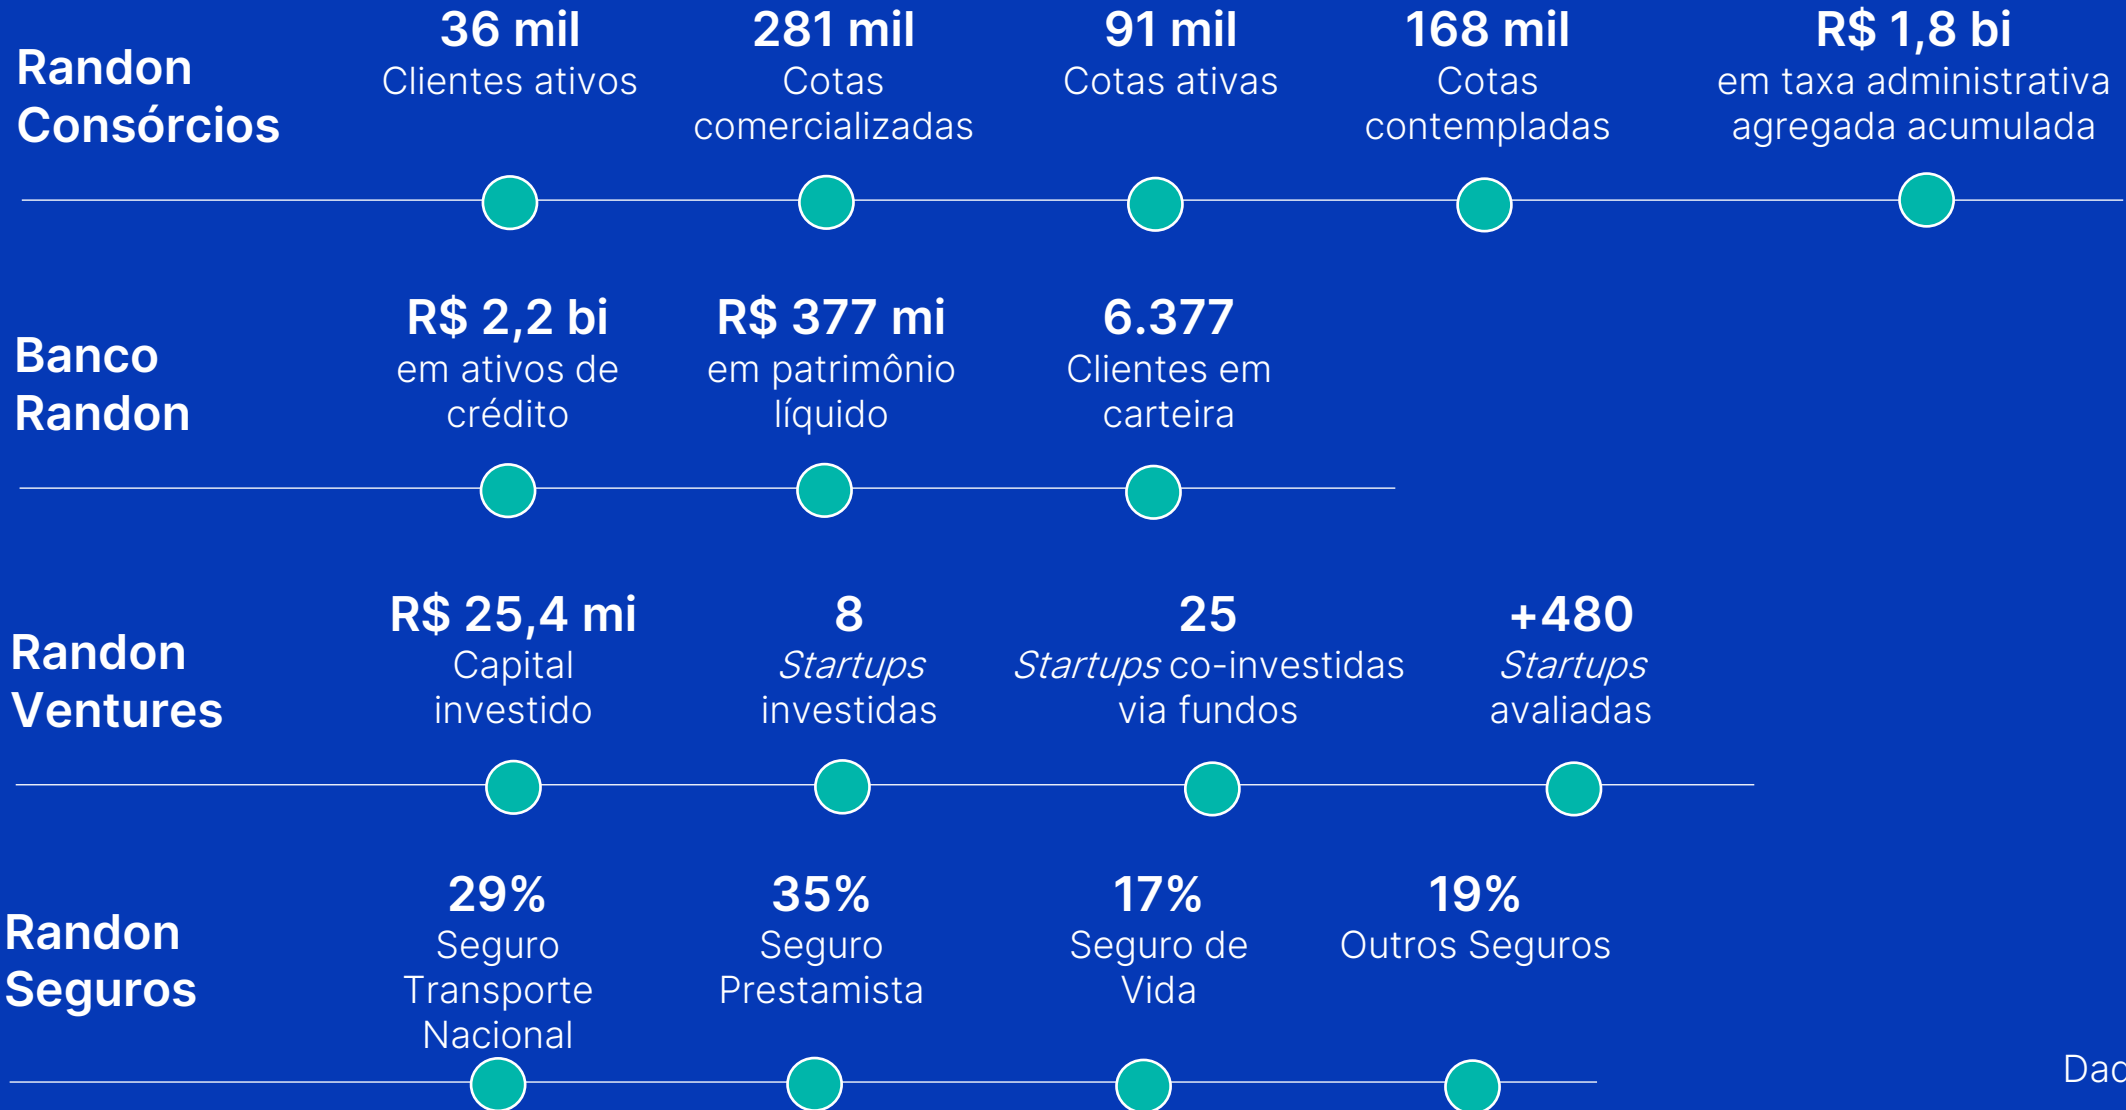 Randon
Consórcios
36 mil
Clientes ativos
281 mil
Cotas
comercializadas
91 mil
Cotas ativas
168 mil
Cotas
contempladas
R$ 1,8 bi
em taxa administrativa
agregada acumulada
Banco
Randon
R$ 2,2 bi
em ativos de
crédito
R$ 377 mi
em patrimônio
líquido
6.377
Clientes em
carteira
Randon
Ventures
R$ 25,4 mi
Capital
investido
8
Startups
investidas
25
Startups co-investidas
via fundos
+480
Startups
avaliadas
Randon
Seguros
29%
Seguro
Transporte
Nacional
35%
Seguro
Prestamista
17%
Seguro de
Vida
19%
Outros Seguros